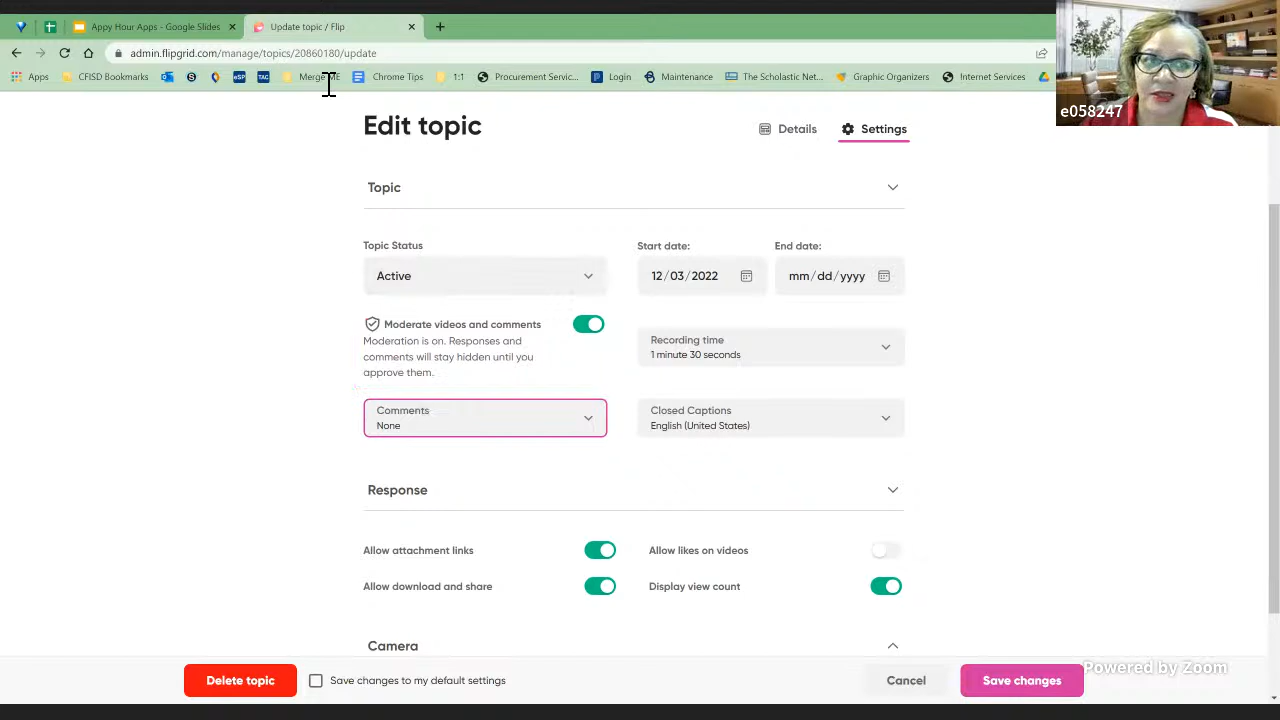 Appy Hour Apps - Google Slides
Update topic / Flip
admin.flipgrid.com/manage/topics/20860180/update
Apps
CFISD Bookmarks
eSP
TAC
Chrome Tips
1:1
Procurement Servic...
Login
Maintenance
The Scholastic Net...
Graphic Organizers
Internet Services
e058247
Edit topic
Details
Settings
Topic
Topic Status
Start date:
End date:
Active
12/03/2022
mm/dd/yyyy
Moderate videos and comments
Moderation is on. Responses and
comments will stay hidden until you
approve them.
Recording time
1 minute 30 seconds
Comments
None
Closed Captions
English (United States)
Response
Allow attachment links
Allow likes on videos
Allow download and share
Display view count
Camera
Delete topic
Save changes to my default settings
Cancel
Save changes
Powered by Zoom